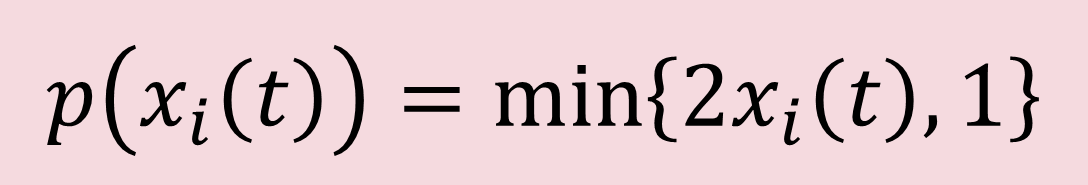 p(xᵢ(t)) = min{2xᵢ(t), 1}